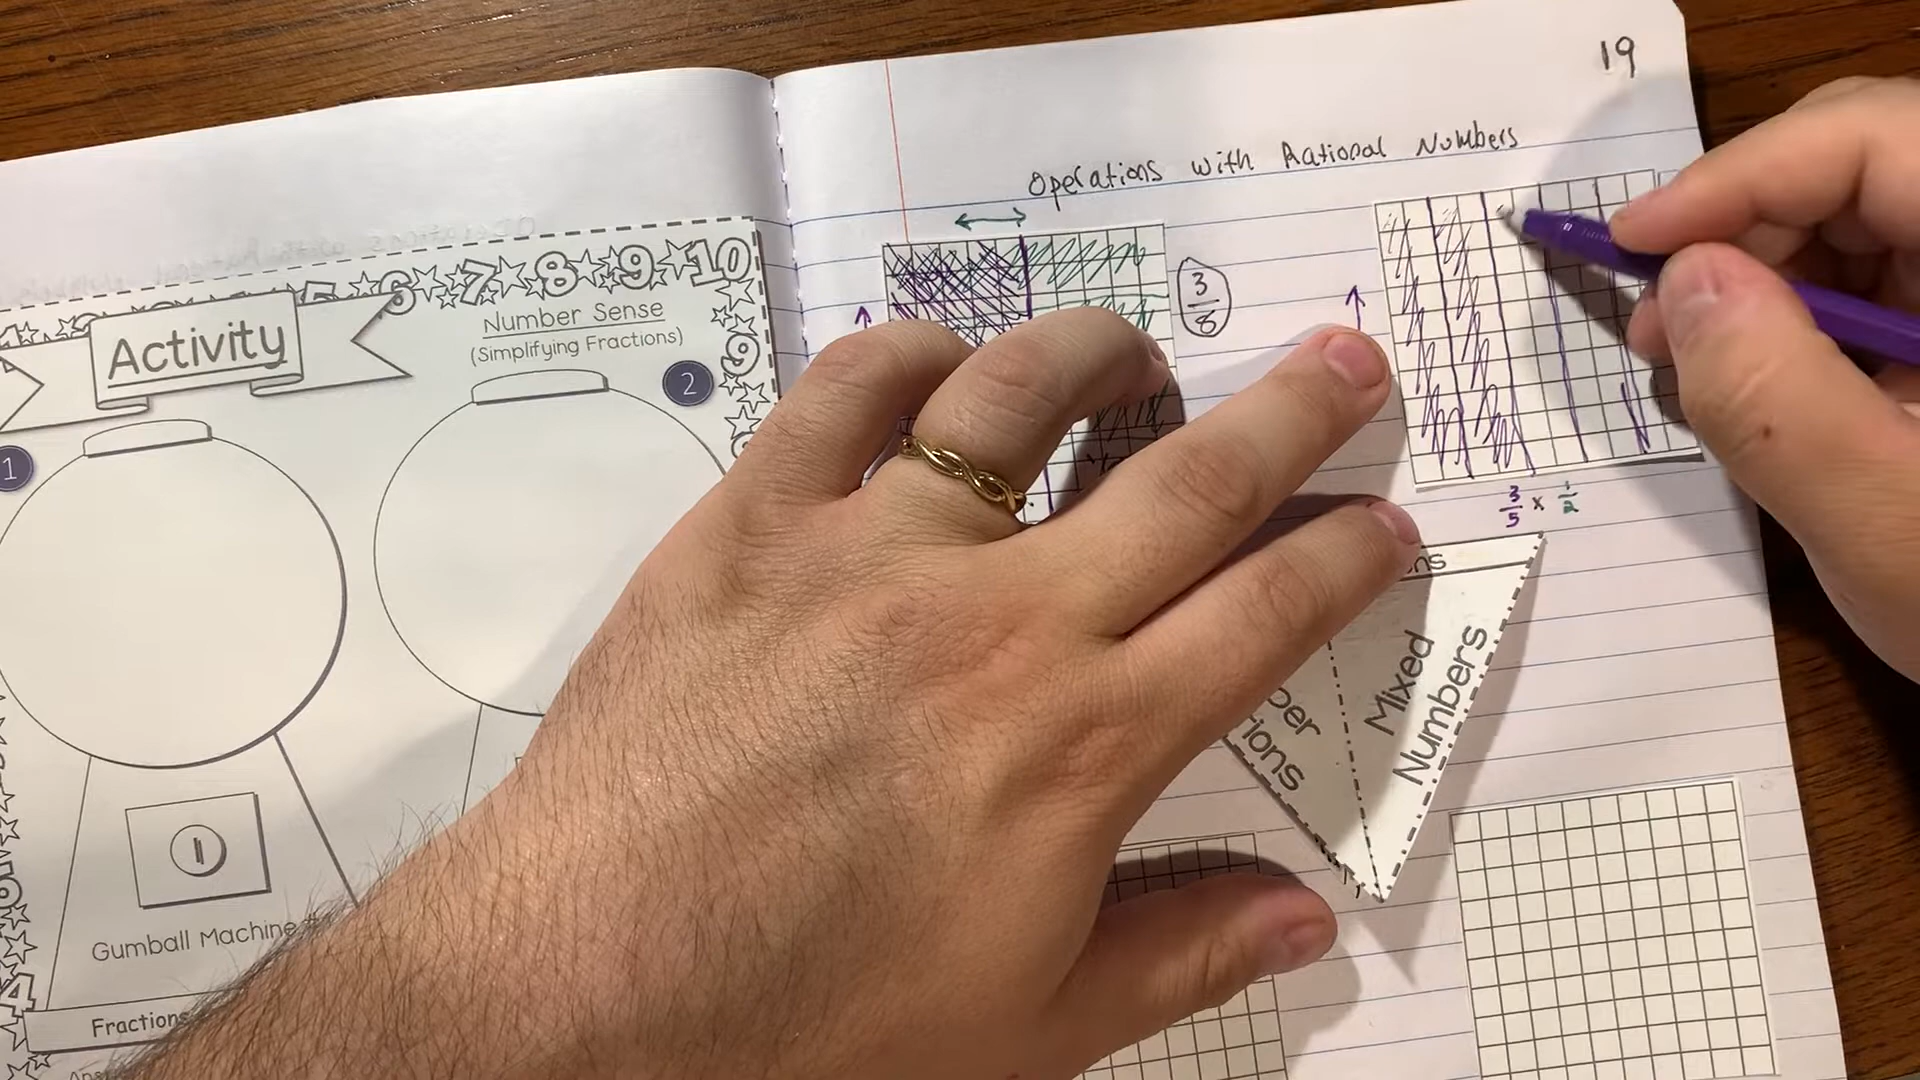 6 7 8 9 10
9
Activity
Number Sense
(Simplifying Fractions)
2
1
Gumball Machine
Fractions
4
19
Operations with Rational Numbers
3/8
3/5 x 1/2
Mixed
Numbers